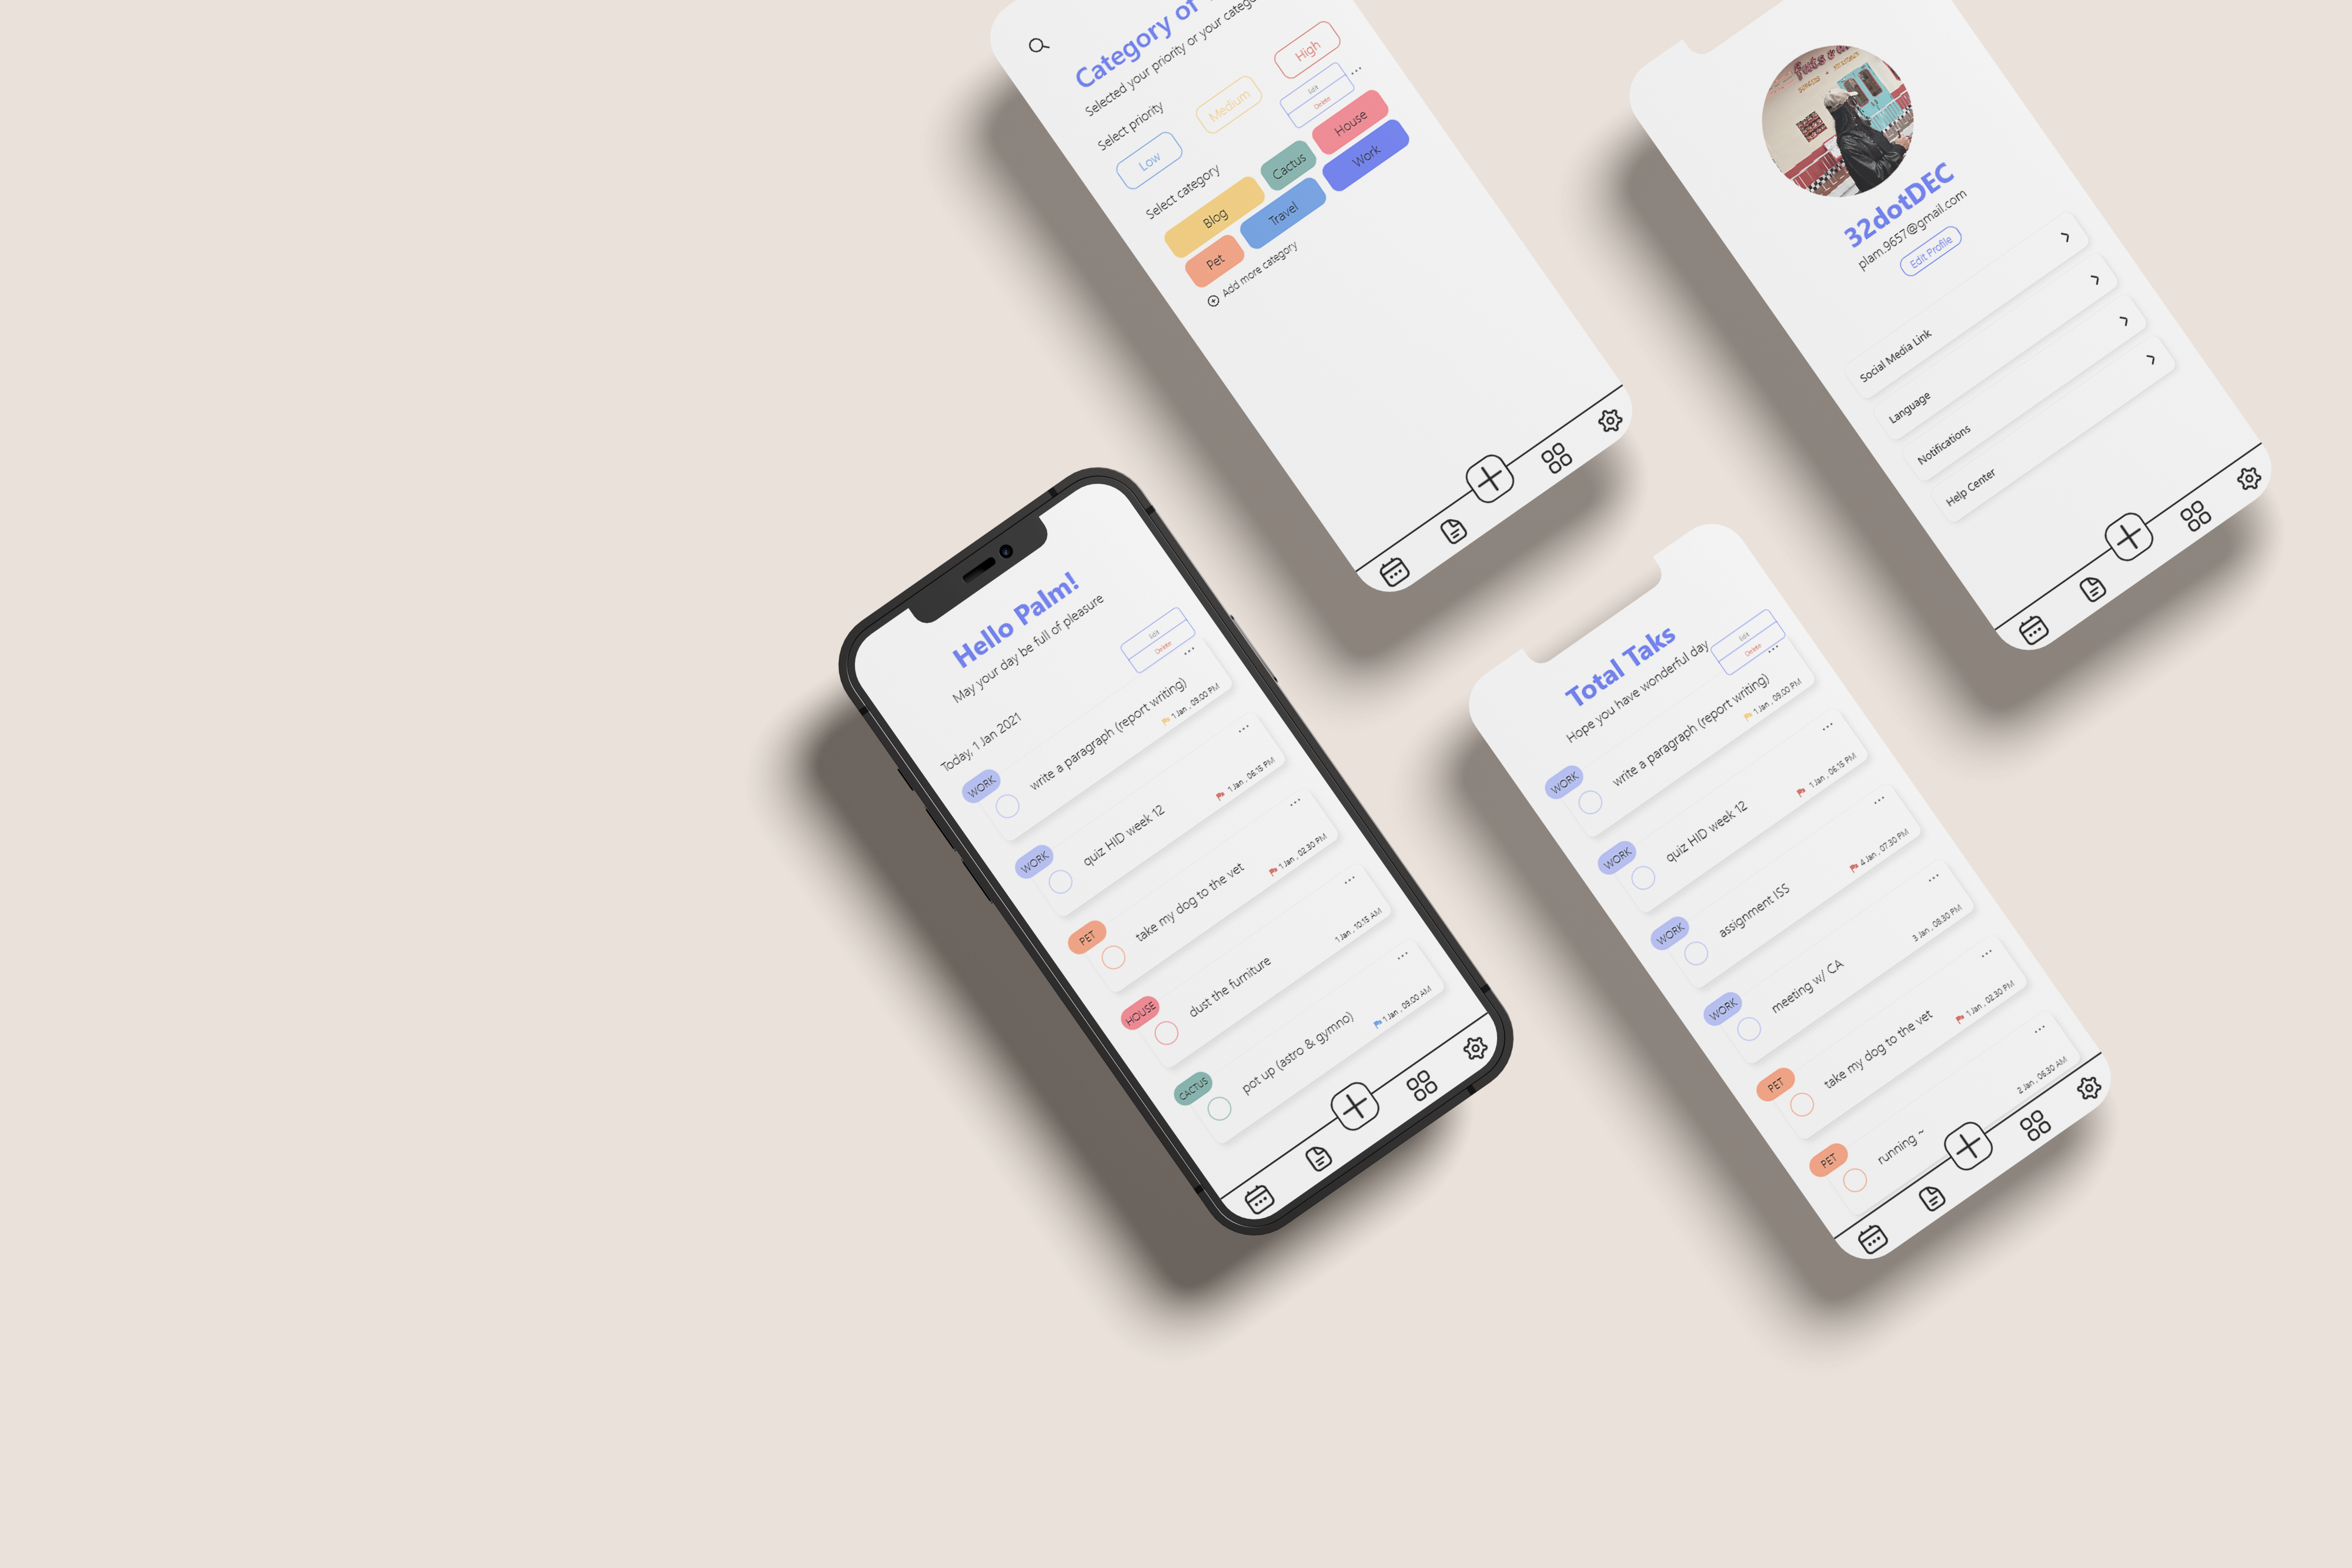 Category of
Selected your priority or your catego
Select priority
Low
Medium
High
Edit
Delete
Select category
Blog
Cactus
House
Pet
Travel
Work
Add more category
32dotDEC
plam.9657@gmail.com
Edit Profile
Social Media Link
Language
Notifications
Help Center
Hello Palm!
May your day be full of pleasure
Today, 1 Jan 2021
Edit
Delete
WORK
write a paragraph (report writing)
1 Jan , 09.00 PM
WORK
quiz HID week 12
1 Jan , 06.15 PM
PET
take my dog to the vet
1 Jan , 02.30 PM
HOUSE
dust the furniture
1 Jan , 10.15 AM
CACTUS
pot up (astro & gymno)
1 Jan , 09.00 AM
Total Taks
Hope you have wonderful day
Edit
Delete
WORK
write a paragraph (report writing)
1 Jan , 09.00 PM
WORK
quiz HID week 12
1 Jan , 06.15 PM
WORK
assignment ISS
4 Jan , 07.30 PM
WORK
meeting w/ CA
3 Jan , 08.30 PM
PET
take my dog to the vet
1 Jan , 02.30 PM
PET
running ~
2 Jan , 06.30 AM